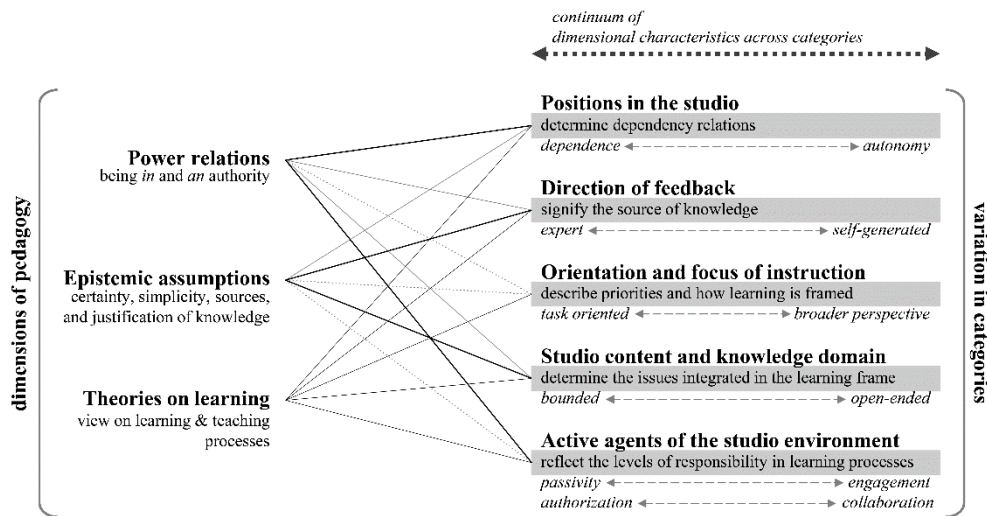 continuum of
dimensional characteristics across categories
dimensions of pedagogy
Power relations
being in and an authority
Epistemic assumptions
certainty, simplicity, sources,
and justification of knowledge
Theories on learning
view on learning & teaching
processes
Positions in the studio
determine dependency relations
dependence autonomy
Direction of feedback
signify the source of knowledge
expert self-generated
Orientation and focus of instruction
describe priorities and how learning is framed
task oriented broader perspective
Studio content and knowledge domain
determine the issues integrated in the learning frame
bounded open-ended
Active agents of the studio environment
reflect the levels of responsibility in learning processes
passivity engagement
authorization collaboration
variation in categories